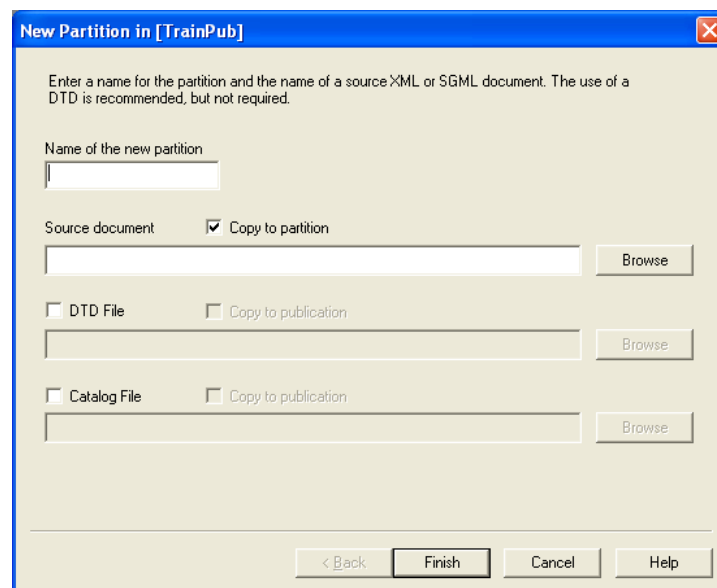 New Partition in [TrainPub]
Enter a name for the partition and the name of a source XML or SGML document. The use of a
DTD is recommended, but not required.
Name of the new partition
Source document Copy to partition
Browse
DTD File Copy to publication
Browse
Catalog File Copy to publication
Browse
< Back Finish Cancel Help